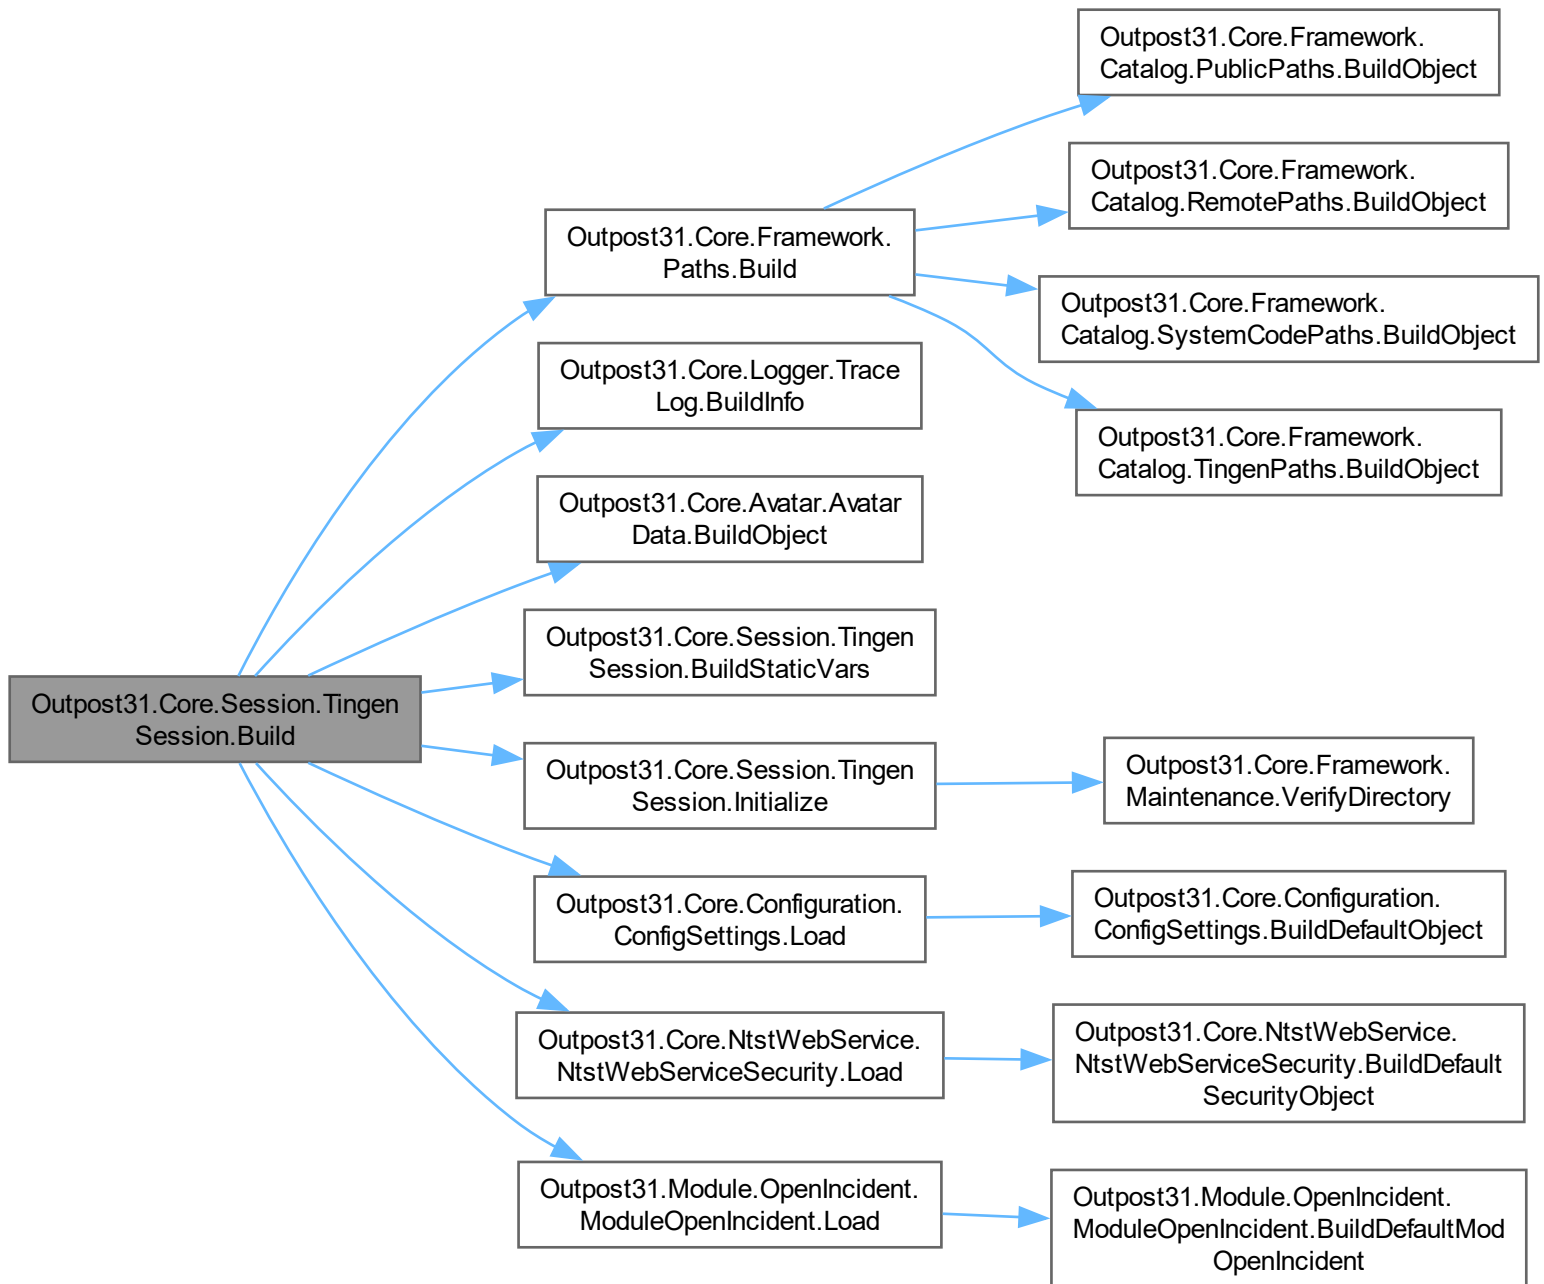 Outpost31.Core.Session.Tingen
Session.Build
Outpost31.Core.Framework.
Paths.Build
Outpost31.Core.Logger.Trace
Log.BuildInfo
Outpost31.Core.Avatar.Avatar
Data.BuildObject
Outpost31.Core.Session.Tingen
Session.BuildStaticVars
Outpost31.Core.Session.Tingen
Session.Initialize
Outpost31.Core.Configuration.
ConfigSettings.Load
Outpost31.Core.NtstWebService.
NtstWebServiceSecurity.Load
Outpost31.Module.OpenIncident.
ModuleOpenIncident.Load
Outpost31.Core.Framework.
Catalog.PublicPaths.BuildObject
Outpost31.Core.Framework.
Catalog.RemotePaths.BuildObject
Outpost31.Core.Framework.
Catalog.SystemCodePaths.BuildObject
Outpost31.Core.Framework.
Catalog.TingenPaths.BuildObject
Outpost31.Core.Framework.
Maintenance.VerifyDirectory
Outpost31.Core.Configuration.
ConfigSettings.BuildDefaultObject
Outpost31.Core.NtstWebService.
NtstWebServiceSecurity.BuildDefault
SecurityObject
Outpost31.Module.OpenIncident.
ModuleOpenIncident.BuildDefaultMod
OpenIncident